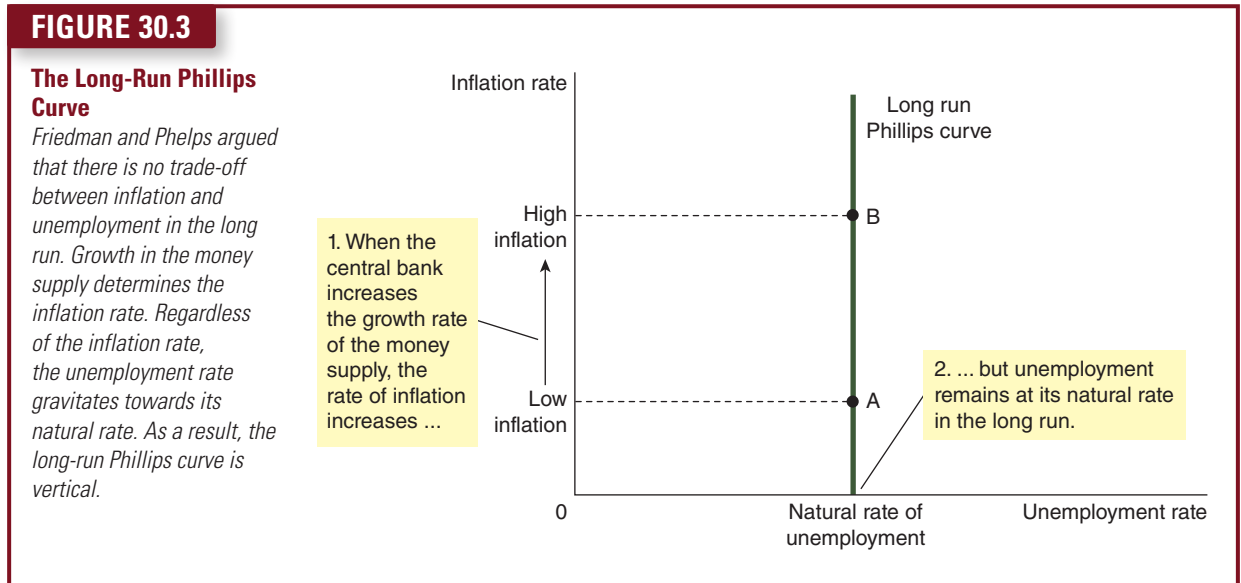 FIGURE 30.3
The Long-Run Phillips
Curve
Friedman and Phelps argued
that there is no trade-off
between inflation and
unemployment in the long
run. Growth in the money
supply determines the
inflation rate. Regardless
of the inflation rate,
the unemployment rate
gravitates towards its
natural rate. As a result, the
long-run Phillips curve is
vertical.
Inflation rate
Long run
Phillips curve
High
inflation
B
1. When the
central bank
increases
the growth rate
of the money
supply, the
rate of inflation
increases ...
Low
inflation
A
2. ... but unemployment
remains at its natural rate
in the long run.
0
Natural rate of
unemployment
Unemployment rate